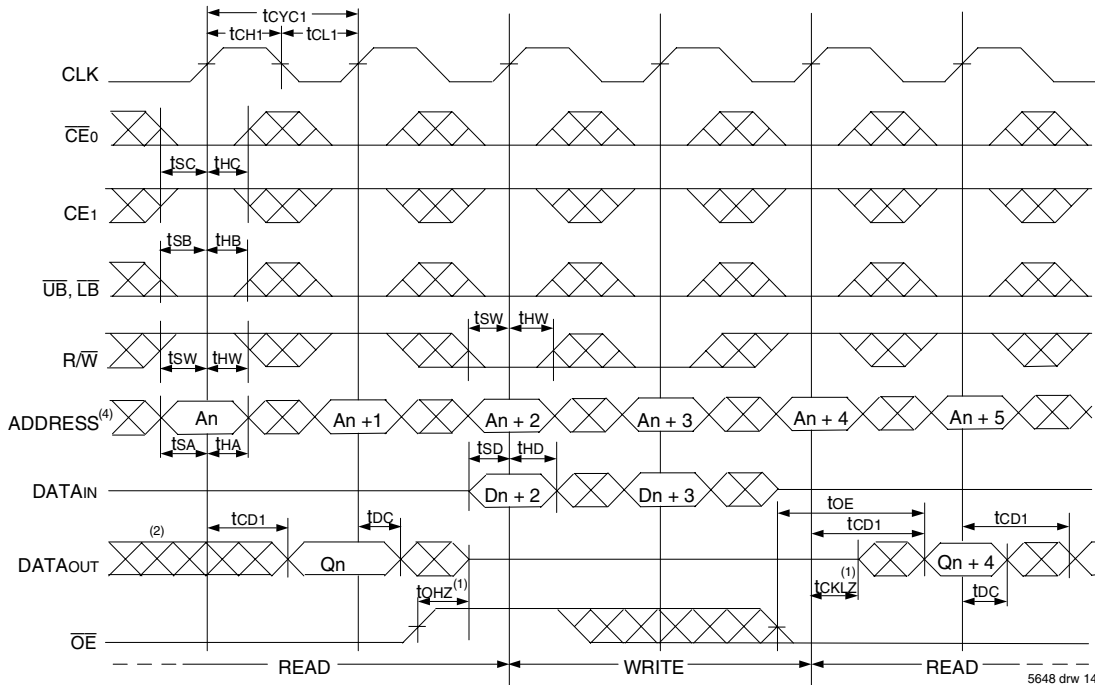 tCYC1
tCH1 tCL1
CLK
CE0
tSC tHC
CE1
tSB tHB
UB, LB
tSW tHW
R/W
tSW tHW
ADDRESS(4) An An + 1 An + 2 An + 3 An + 4 An + 5
tSA tHA tSD tHD
DATAIN Dn + 2 Dn + 3
tOE
(2) tCD1 tDC tCD1 tCD1
DATAOUT Qn Qn + 4
tOHZ(1) tCKLZ(1) tDC
OE
READ WRITE READ
5648 drw 14